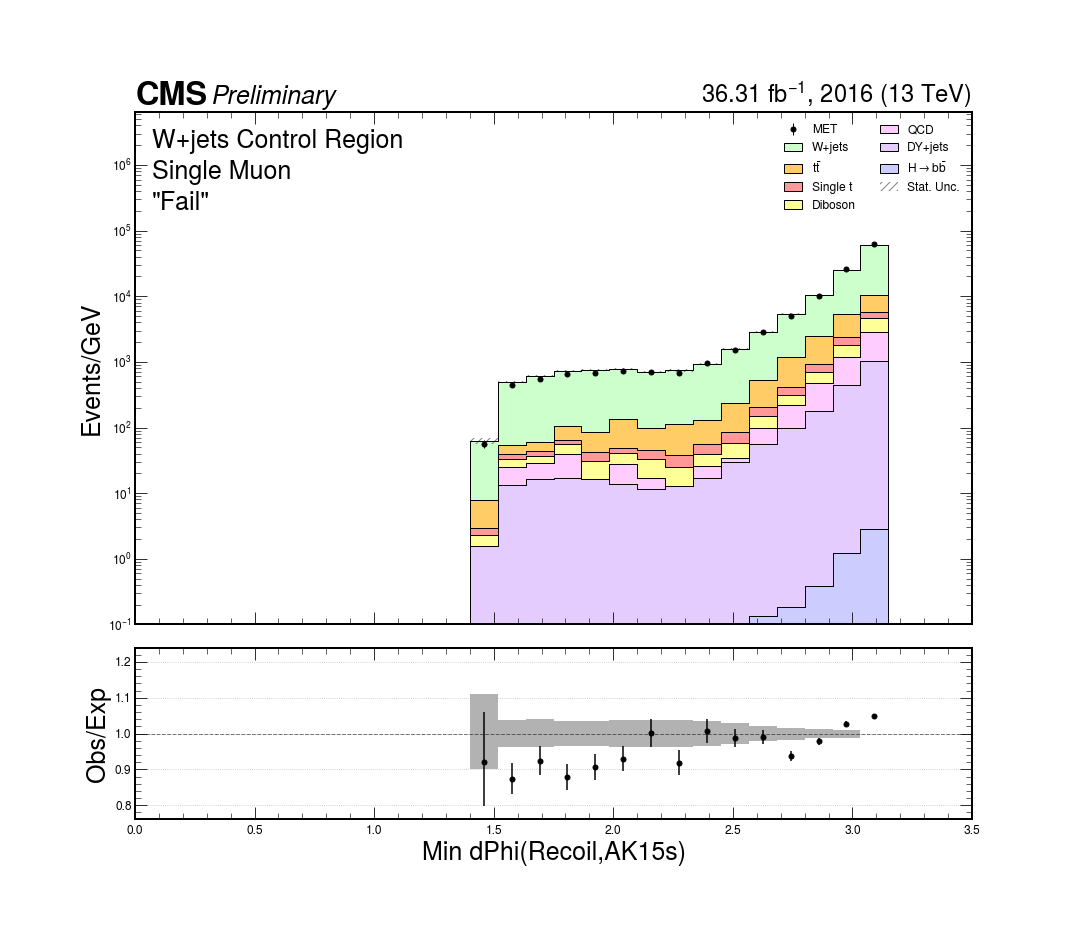 CMS Preliminary 36.31 fb⁻¹, 2016 (13 TeV)
W+jets Control Region
Single Muon
"Fail"
MET
W+jets
tt̄
Single t
Diboson
QCD
DY+jets
H→bb̄
Stat. Unc.
Events/GeV
10⁶
10⁵
10⁴
10³
10²
10¹
10⁰
10⁻¹
Obs/Exp
1.2
1.1
1.0
0.9
0.8
0.0 0.5 1.0 1.5 2.0 2.5 3.0 3.5
Min dPhi(Recoil,AK15s)